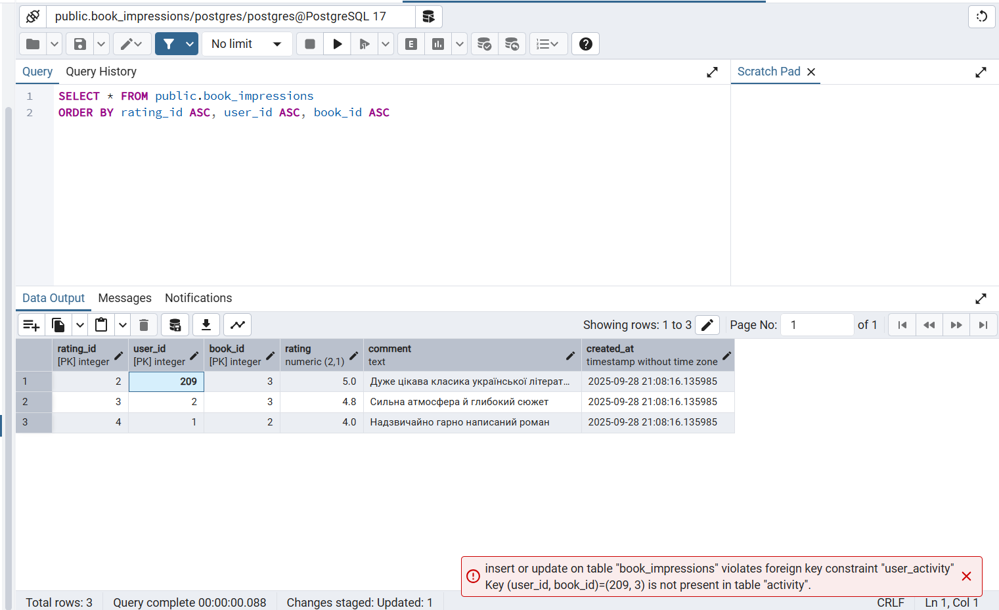 public.book_impressions/postgres/postgres@PostgreSQL 17
No limit
E
Query
Query History
Scratch Pad
1 SELECT * FROM public.book_impressions
2 ORDER BY rating_id ASC, user_id ASC, book_id ASC
Data Output
Messages
Notifications
Showing rows: 1 to 3
Page No: 1 of 1
rating_id user_id book_id rating comment created_at
[PK] integer [PK] integer [PK] integer numeric (2,1) text timestamp without time zone
1 2 209 3 5.0 Дуже цікава класика української літерат... 2025-09-28 21:08:16.135985
2 3 2 3 4.8 Сильна атмосфера й глибокий сюжет 2025-09-28 21:08:16.135985
3 4 1 2 4.0 Надзвичайно гарно написаний роман 2025-09-28 21:08:16.135985
insert or update on table "book_impressions" violates foreign key constraint "user_activity"
Key (user_id, book_id)=(209, 3) is not present in table "activity".
Total rows: 3
Query complete 00:00:00.088
Changes staged: Updated: 1
CRLF
Ln 1, Col 1